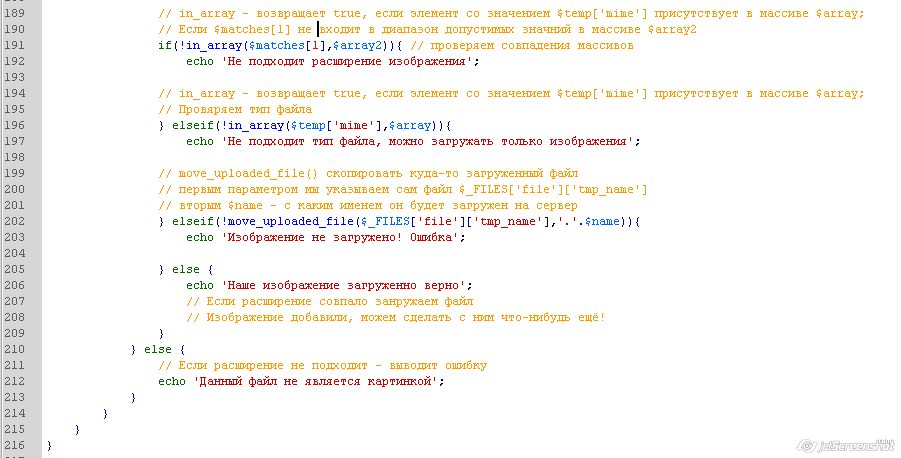 189 // in_array - возвращает true, если элемент со значением $temp['mime'] присутствует в массиве $array;
190 // Если $matches[1] не входит в диапазон допустимых значний в массиве $array2
191 if(!in_array($matches[1],$array2)){ // проверяем совпадения массивов
192 echo 'Не подходит расширение изображения';
193
194 // in_array - возвращает true, если элемент со значением $temp['mime'] присутствует в массиве $array;
195 // Провяряем тип файла
196 } elseif(!in_array($temp['mime'],$array)){
197 echo 'Не подходит тип файла, можно загружать только изображения';
198
199 // move_uploaded_file() скопировать куда-то загруженный файл
200 // первым параметром мы указываем сам файл $_FILES['file']['tmp_name']
201 // вторым $name - с каким именем он будет загружен на сервер
202 } elseif(!move_uploaded_file($_FILES['file']['tmp_name'],'.'.$name)){
203 echo 'Изображение не загружено! Ошибка';
204
205 } else {
206 echo 'Наше изображение загруженно верно';
207 // Если расширение совпало занружаем файл
208 // Изображение добавили, можем сделать с ним что-нибудь ещё!
209 }
210 } else {
211 // Если расширение не подходит - выводит ошибку
212 echo 'Данный файл не является картинкой';
213 }
214 }
215 }
216 }
jetScreenshot